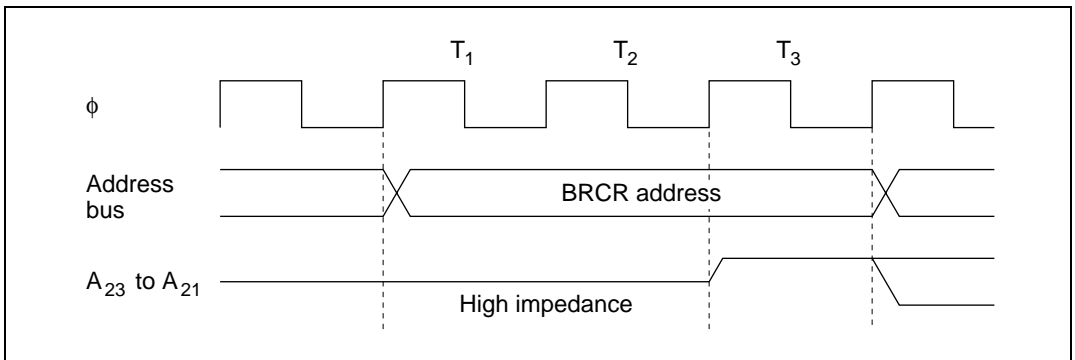 T1 T2 T3
φ
Address
bus
BRCR address
A23 to A21
High impedance